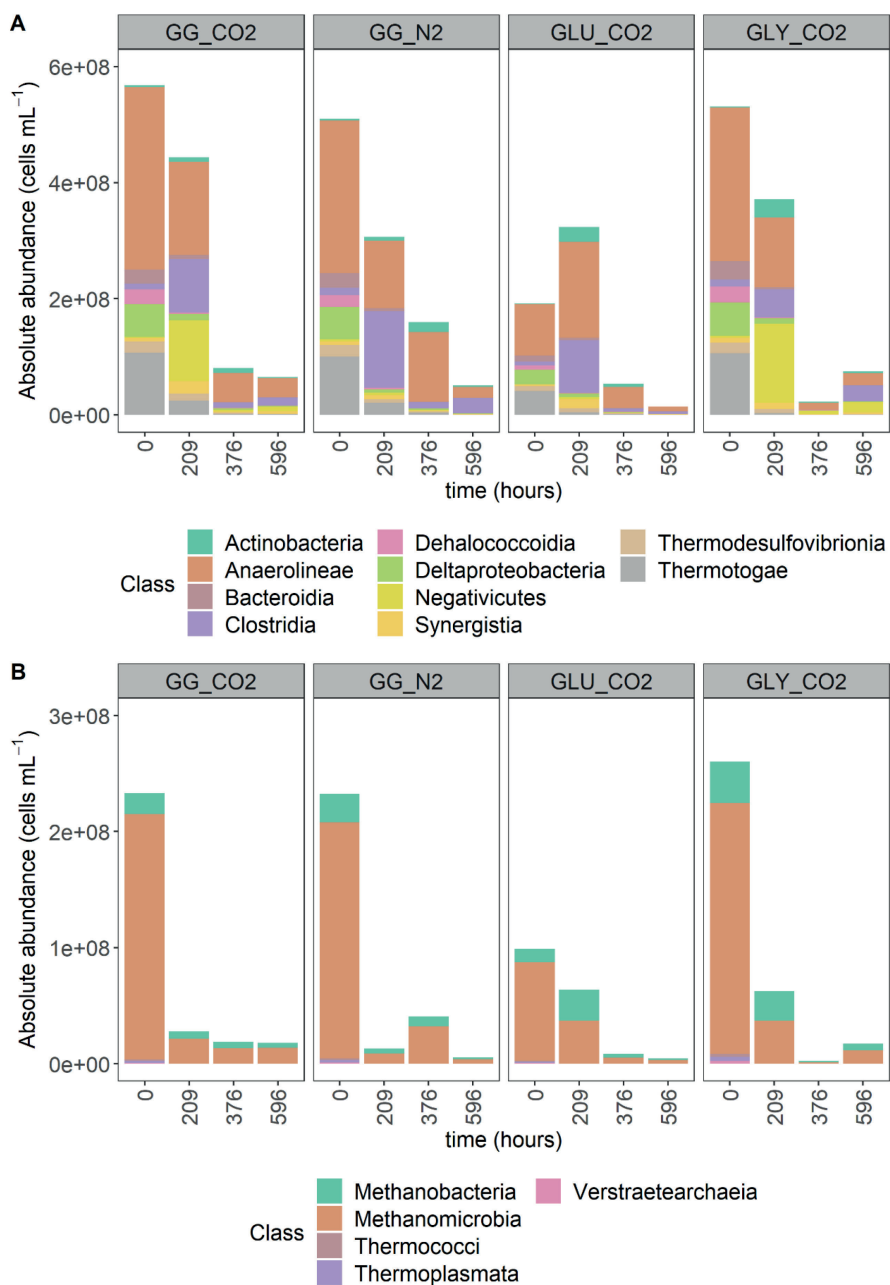 A
GG_CO2 GG_N2 GLU_CO2 GLY_CO2
Absolute abundance (cells mL⁻¹)
6e+08
4e+08
2e+08
0e+00
0 209 376 596 0 209 376 596 0 209 376 596 0 209 376 596
time (hours)
Class
Actinobacteria Dehalococcoidia Thermodesulfovibrionia
Anaerolineae Deltaproteobacteria Thermotogae
Bacteroidia Negativicutes
Clostridia Synergistia
B
GG_CO2 GG_N2 GLU_CO2 GLY_CO2
Absolute abundance (cells mL⁻¹)
3e+08
2e+08
1e+08
0e+00
0 209 376 596 0 209 376 596 0 209 376 596 0 209 376 596
time (hours)
Class
Methanobacteria Verstraetearchaeia
Methanomicrobia
Thermococci
Thermoplasmata